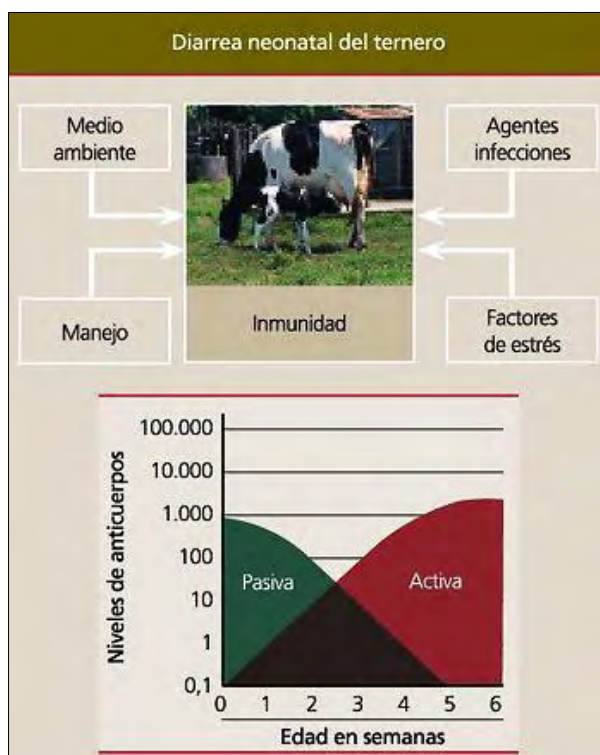 Diarrea neonatal del ternero
Medio
ambiente
Agentes
infecciones
Manejo
Inmunidad
Factores
de estrés
Niveles de anticuerpos
100.000
10.000
1.000
100
10
1
0,1
Pasiva
Activa
0 1 2 3 4 5 6
Edad en semanas